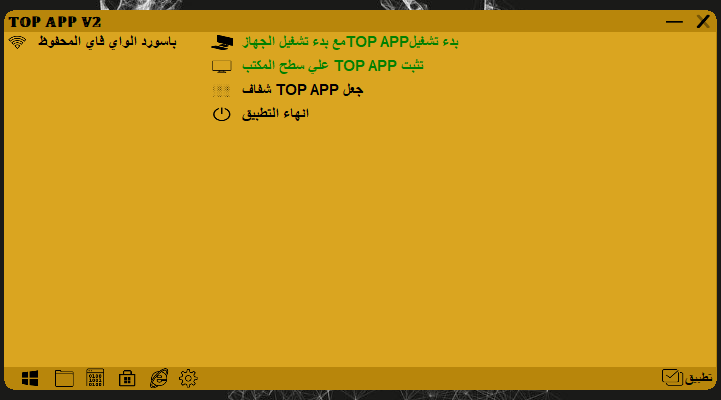 TOP APP V2
باسورد الواي فاي المحفوظ
بدء تشغيلTOP APPمع بدء تشغيل الجهاز
تثبت TOP APP علي سطح المكتب
جعل TOP APP شفاف
انهاء التطبيق
تطبيق